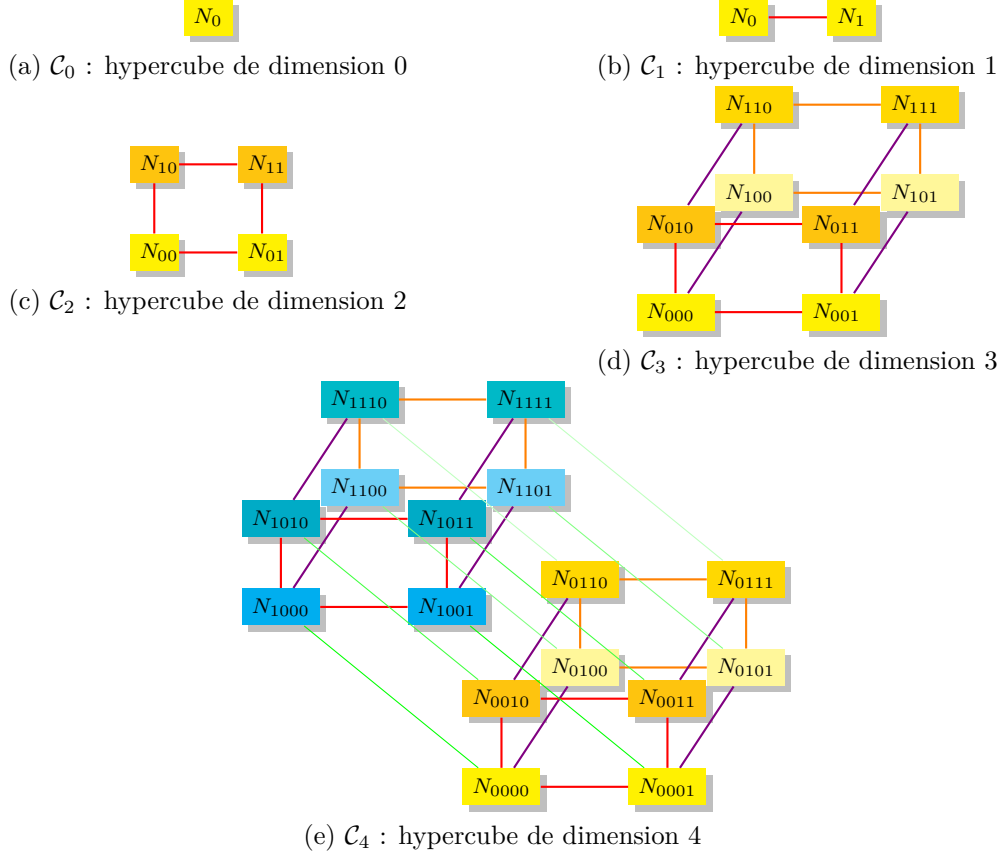 N₀
(a) 𝒞₀ : hypercube de dimension 0
N₀ N₁
(b) 𝒞₁ : hypercube de dimension 1
N₁₀ N₁₁
N₀₀ N₀₁
(c) 𝒞₂ : hypercube de dimension 2
N₁₁₀ N₁₁₁
N₁₀₀ N₁₀₁
N₀₁₀ N₀₁₁
N₀₀₀ N₀₀₁
(d) 𝒞₃ : hypercube de dimension 3
N₁₁₁₀ N₁₁₁₁
N₁₁₀₀ N₁₁₀₁
N₁₀₁₀ N₁₀₁₁
N₀₁₁₀ N₀₁₁₁
N₁₀₀₀ N₁₀₀₁
N₀₁₀₀ N₀₁₀₁
N₀₀₁₀ N₀₀₁₁
N₀₀₀₀ N₀₀₀₁
(e) 𝒞₄ : hypercube de dimension 4